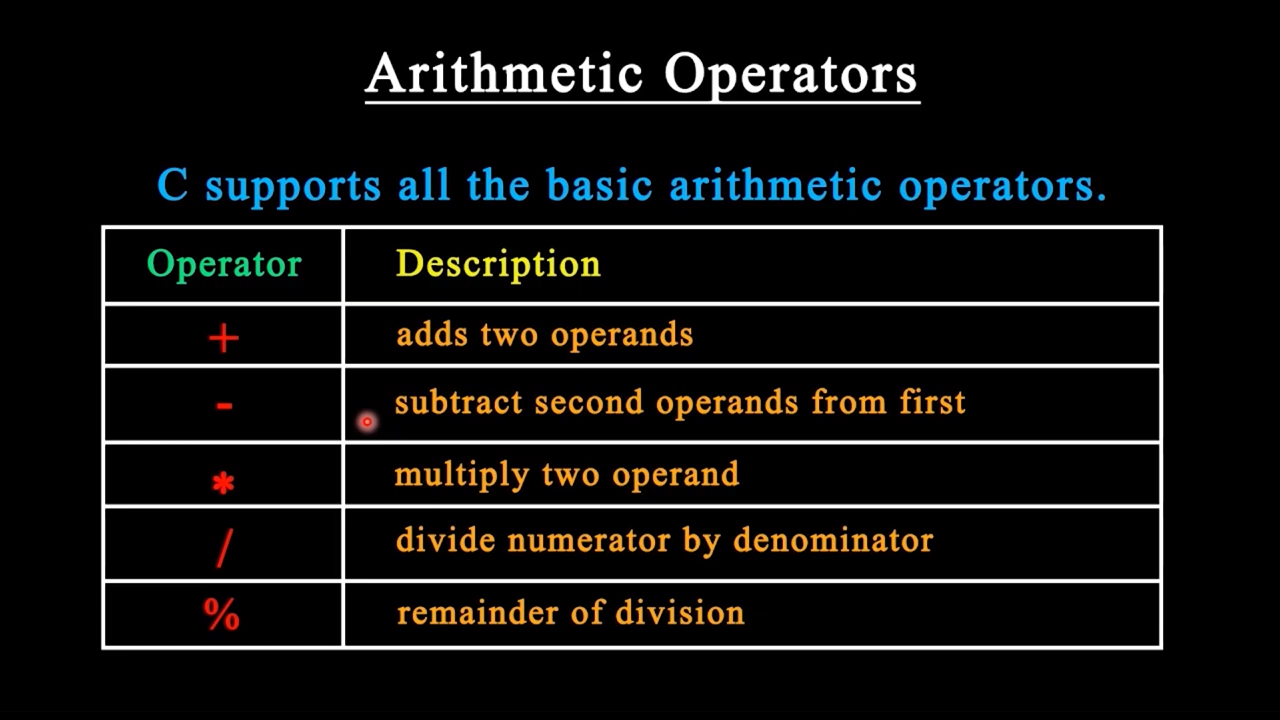 Arithmetic Operators
C supports all the basic arithmetic operators.
Operator Description
+ adds two operands
- subtract second operands from first
* multiply two operand
/ divide numerator by denominator
% remainder of division